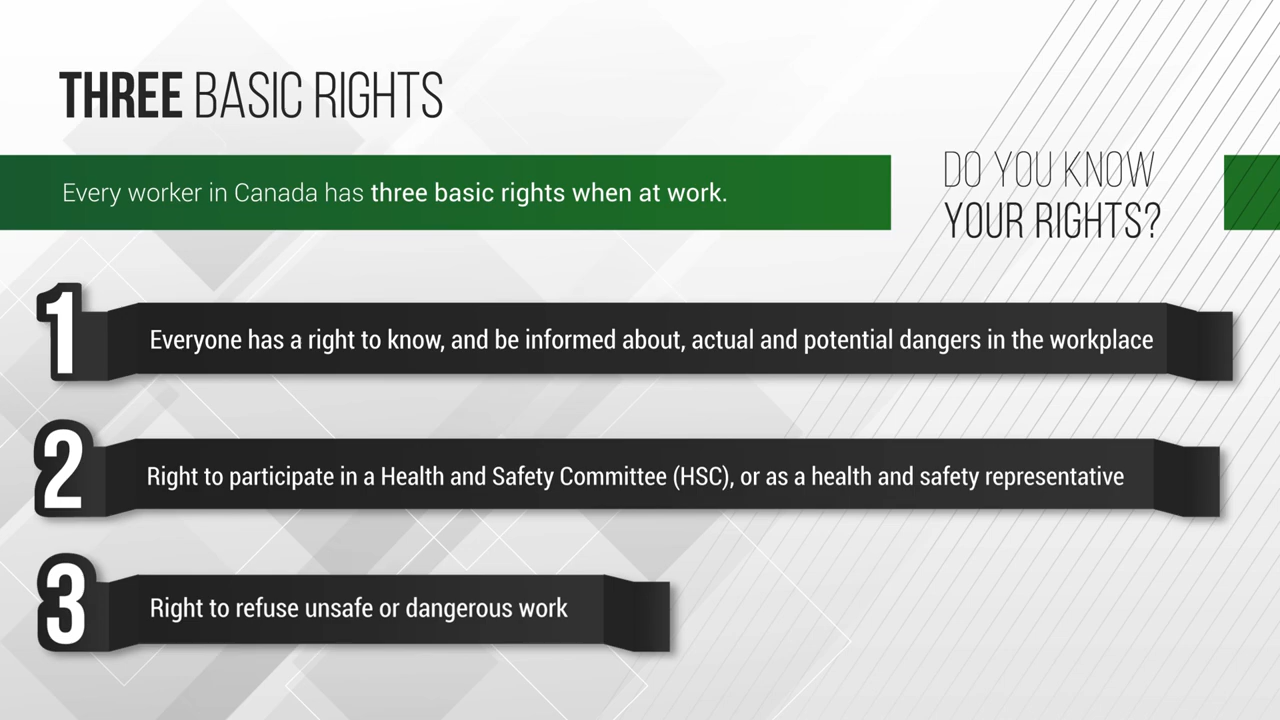 THREE BASIC RIGHTS
Every worker in Canada has three basic rights when at work.
DO YOU KNOW
YOUR RIGHTS?
1
Everyone has a right to know, and be informed about, actual and potential dangers in the workplace
2
Right to participate in a Health and Safety Committee (HSC), or as a health and safety representative
3
Right to refuse unsafe or dangerous work